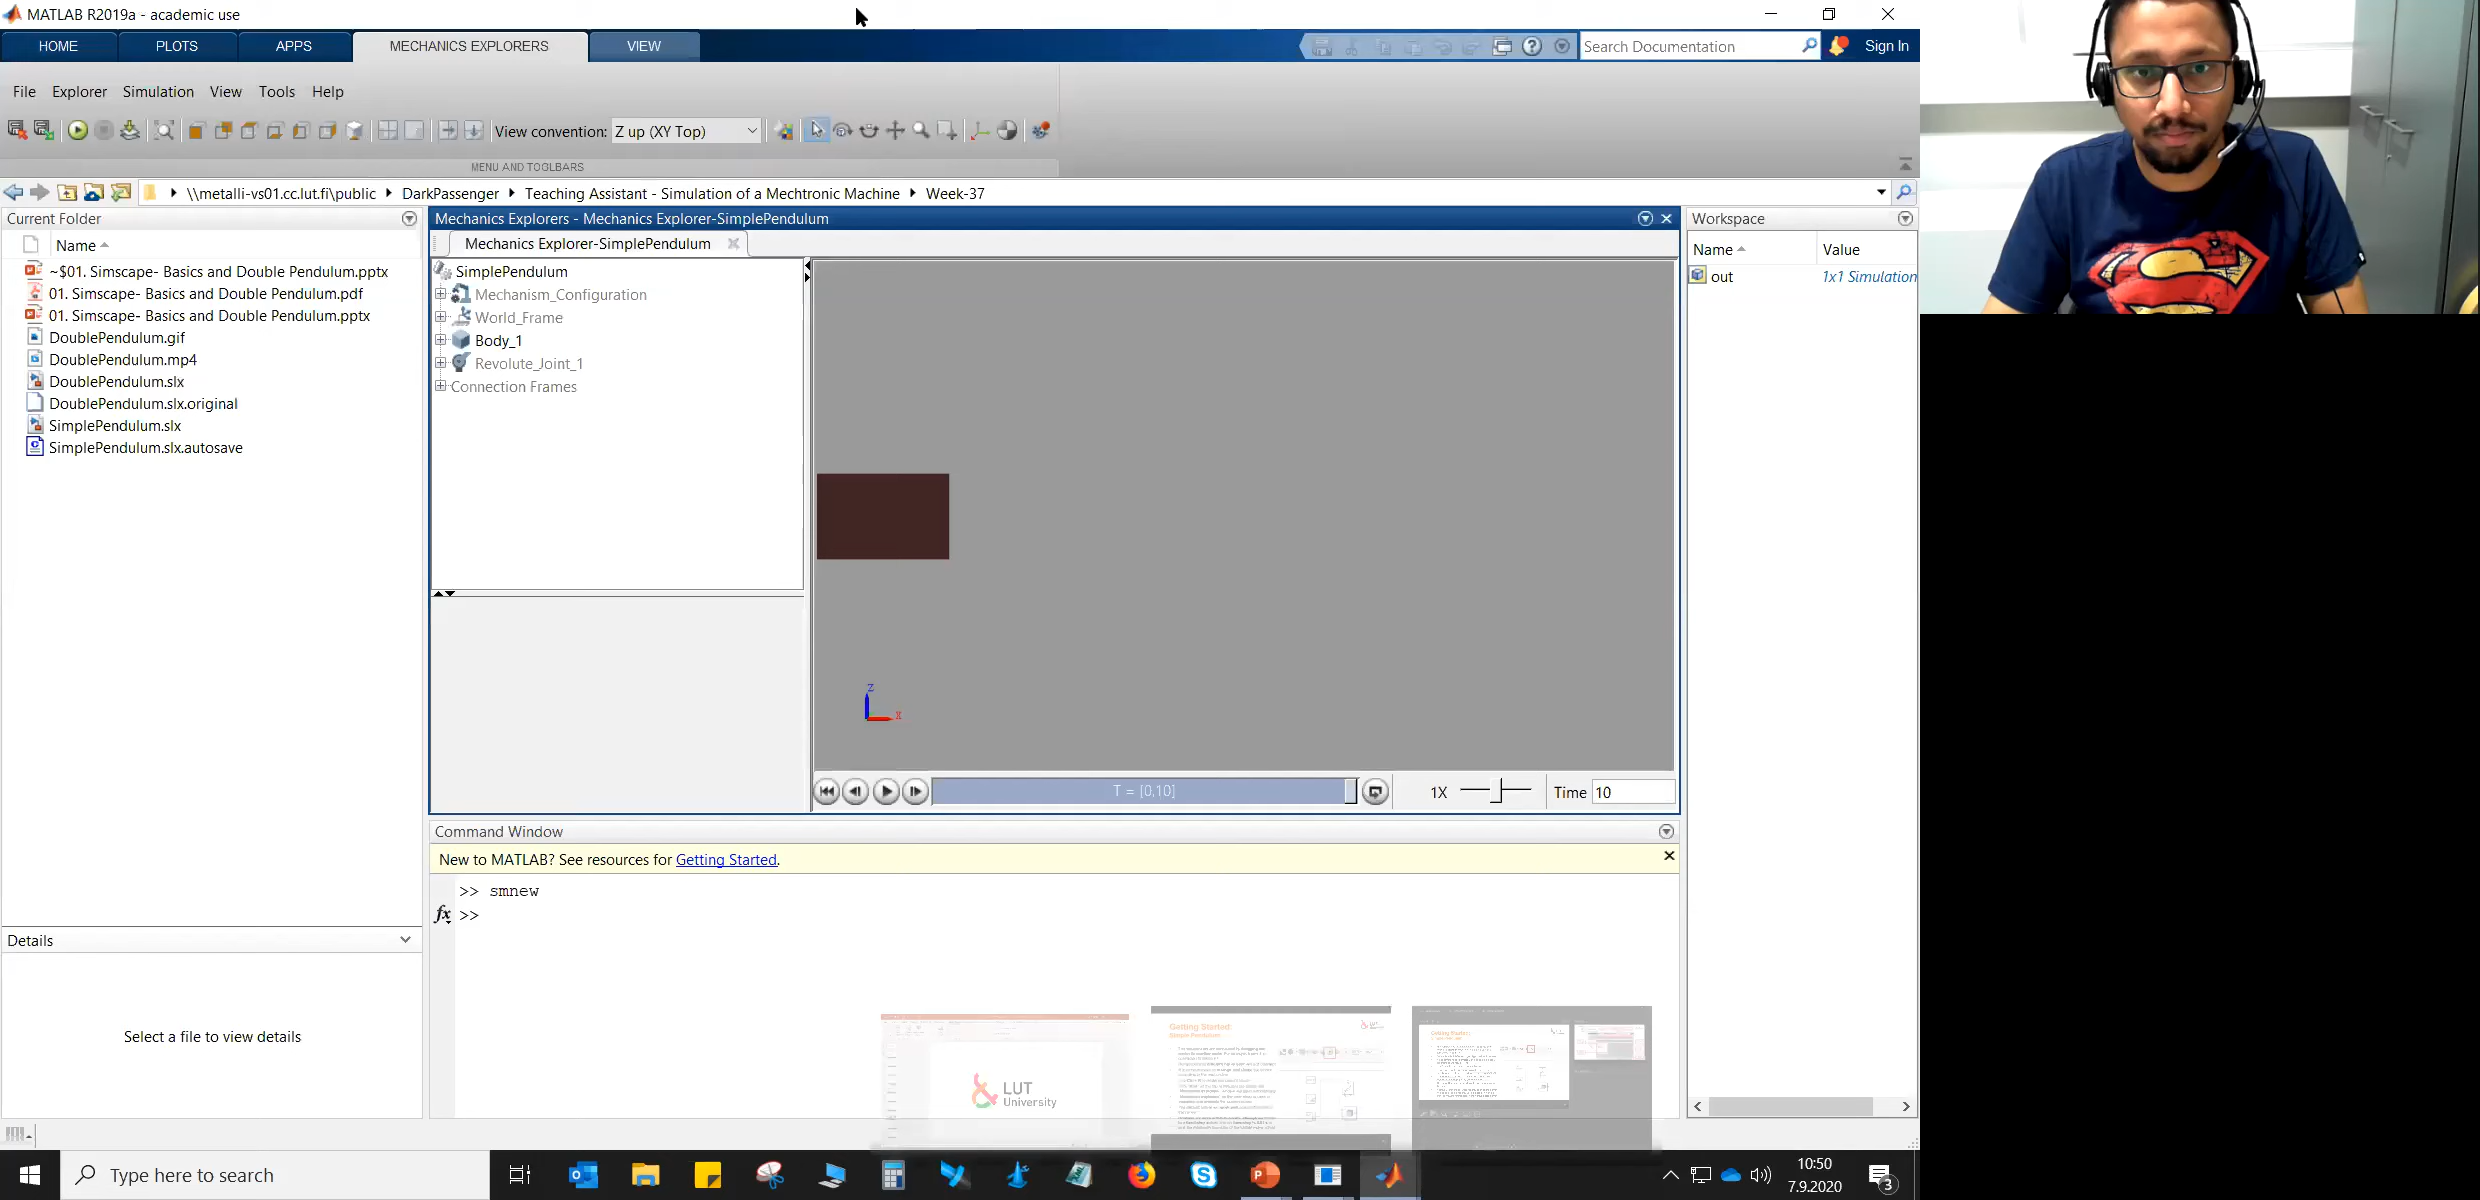 MATLAB R2019a - academic use
HOME
PLOTS
APPS
MECHANICS EXPLORERS
VIEW
Search Documentation
Sign In
File
Explorer
Simulation
View
Tools
Help
View convention:
Z up (XY Top)
MENU AND TOOLBARS
\\metalli-vs01.cc.lut.fi\public
DarkPassenger
Teaching Assistant - Simulation of a Mechtronic Machine
Week-37
Current Folder
Name
~$01. Simscape- Basics and Double Pendulum.pptx
01. Simscape- Basics and Double Pendulum.pdf
01. Simscape- Basics and Double Pendulum.pptx
DoublePendulum.gif
DoublePendulum.mp4
DoublePendulum.slx
DoublePendulum.slx.original
SimplePendulum.slx
SimplePendulum.slx.autosave
Details
Select a file to view details
Mechanics Explorers - Mechanics Explorer-SimplePendulum
Mechanics Explorer-SimplePendulum
SimplePendulum
Mechanism_Configuration
World_Frame
Body_1
Revolute_Joint_1
Connection Frames
Z
X
T = [0,10]
1X
Time
10
Command Window
New to MATLAB? See resources for Getting Started.
>> smnew
fx >>
Workspace
Name
Value
out
1x1 Simulation
LUT
University
Getting Started:
Type here to search
10:50
7.9.2020
3